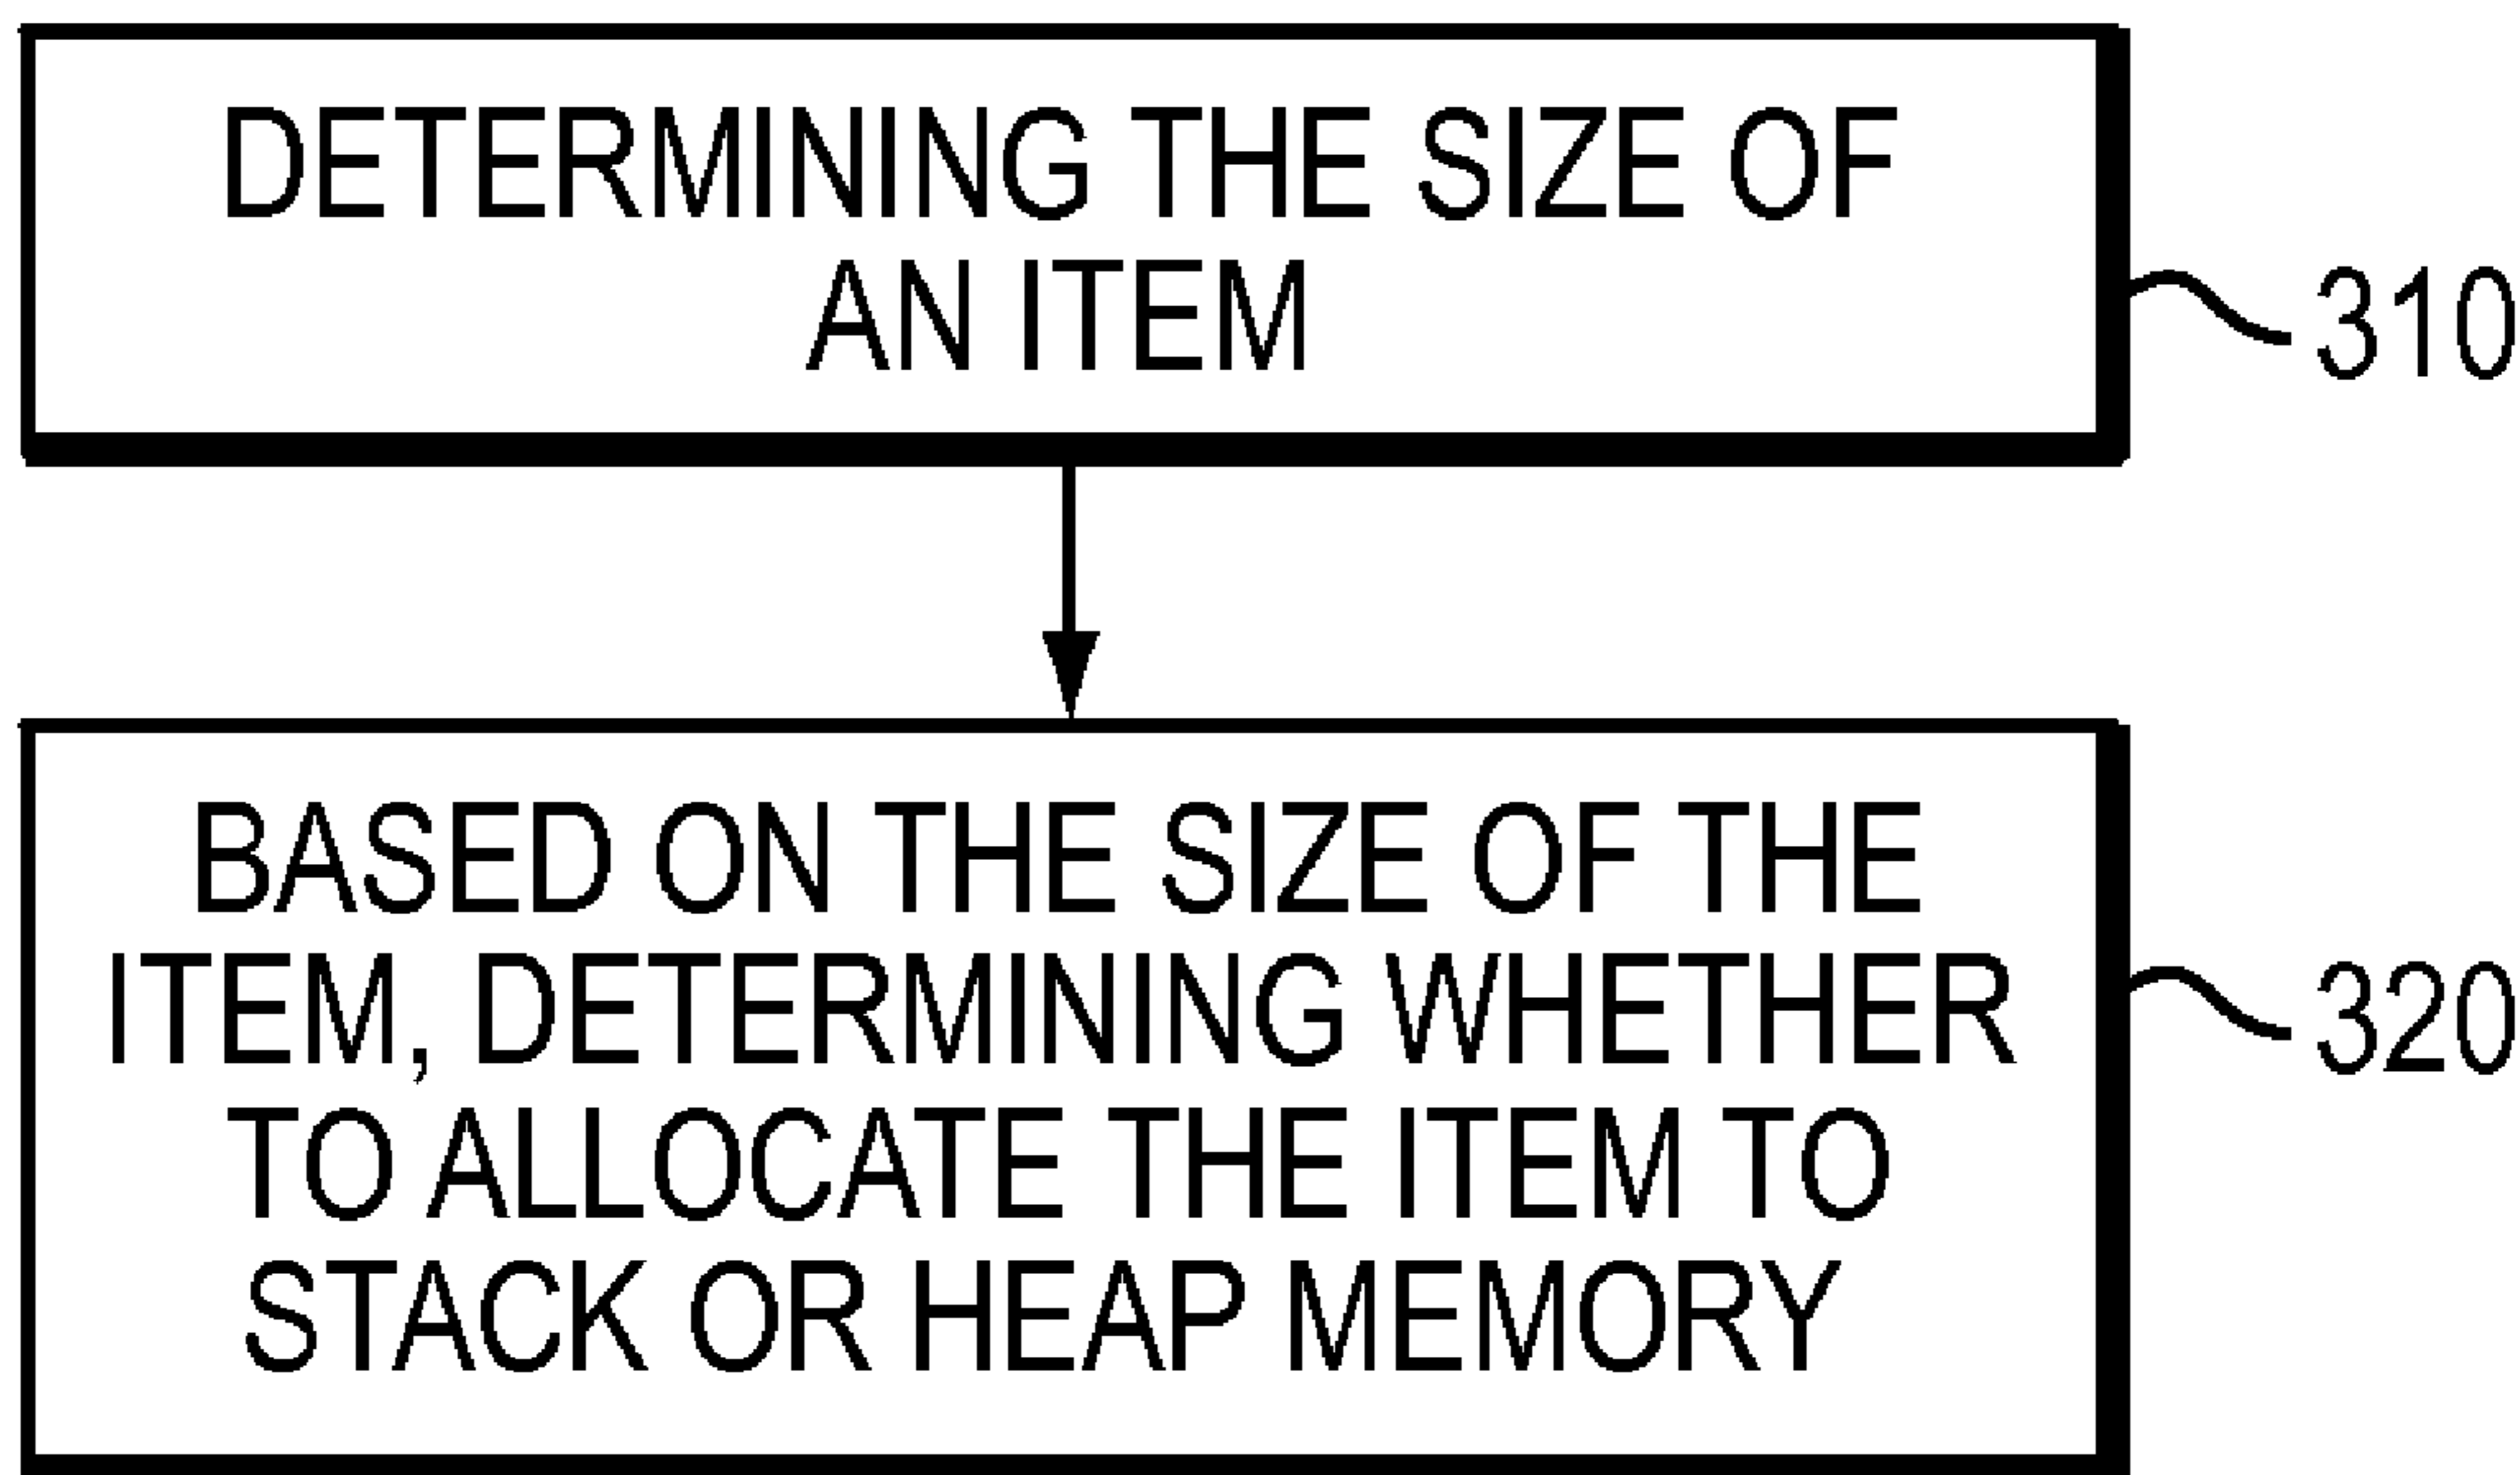 DETERMINING THE SIZE OF
AN ITEM
310
BASED ON THE SIZE OF THE
ITEM, DETERMINING WHETHER
TO ALLOCATE THE ITEM TO
STACK OR HEAP MEMORY
320